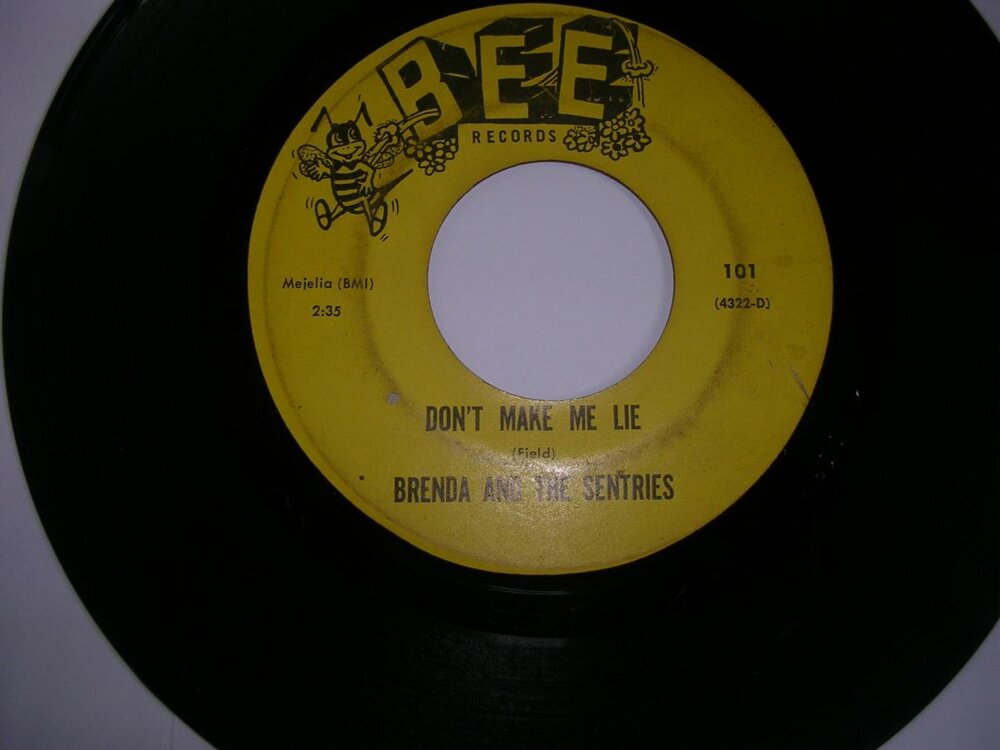 BEE
RECORDS
Mejelia (BMI)
2:35
101
(4322-D)
DON'T MAKE ME LIE
(Field)
BRENDA AND THE SENTRIES